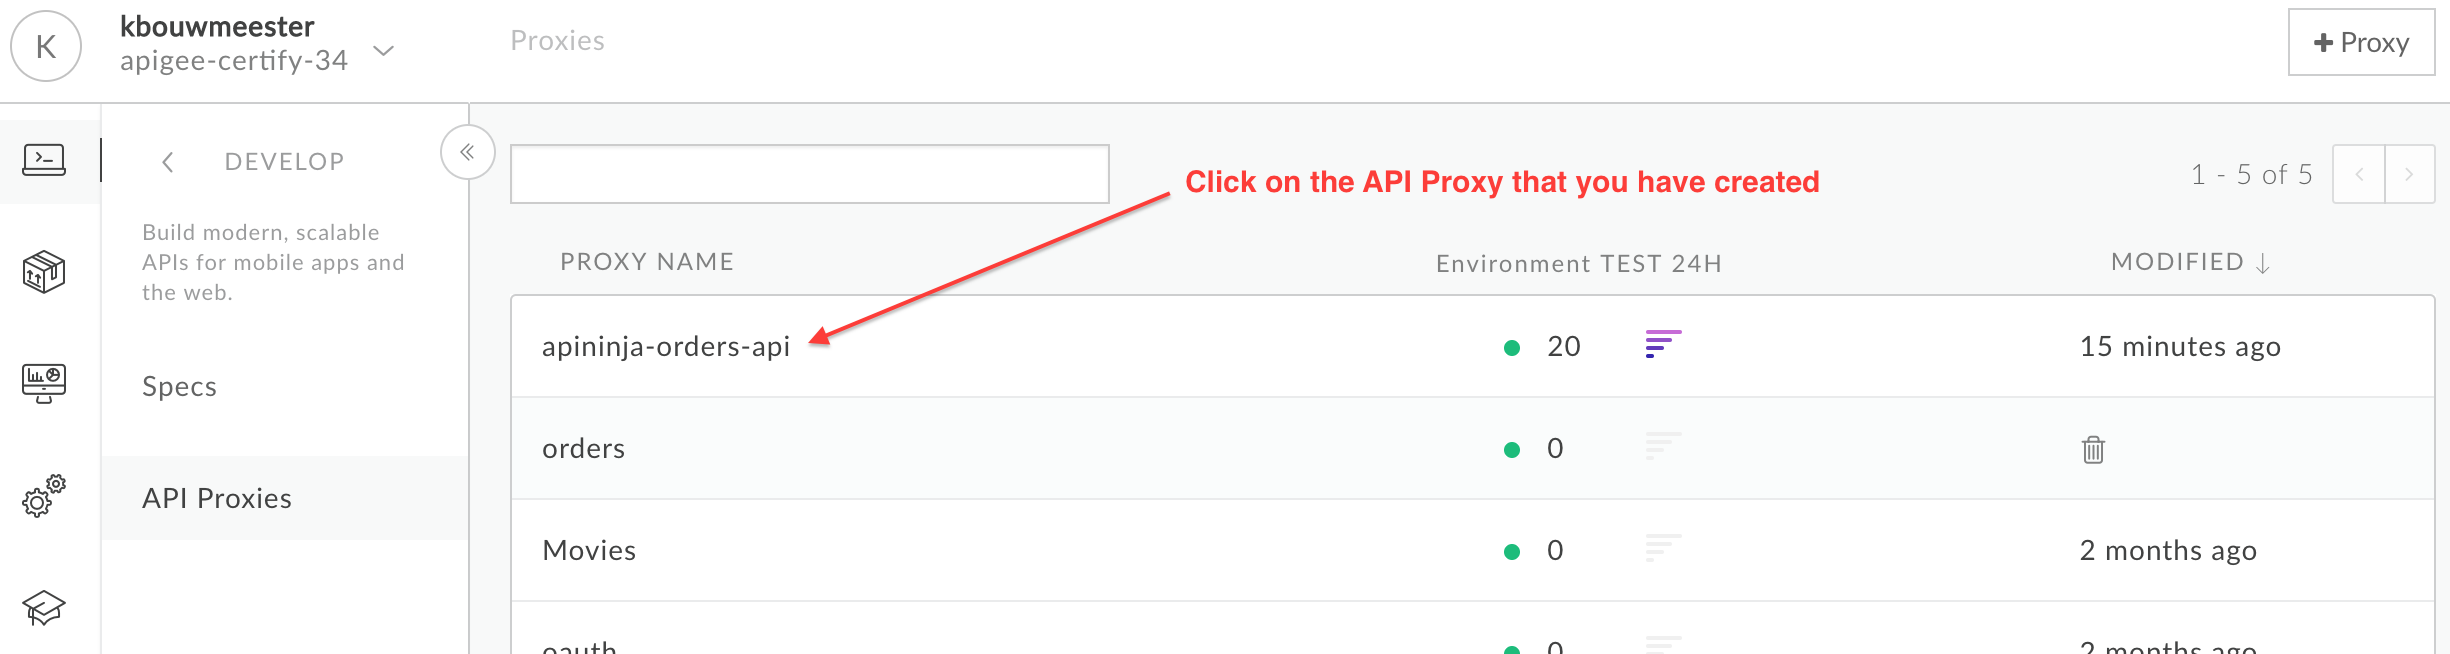 K
kbouwmeester
apigee-certify-34
Proxies
+ Proxy
DEVELOP
Build modern, scalable
APIs for mobile apps and
the web.
Specs
API Proxies
Click on the API Proxy that you have created
1 - 5 of 5
PROXY NAME Environment TEST 24H MODIFIED ↓
apininja-orders-api 20 15 minutes ago
orders 0
Movies 0 2 months ago
oauth 0 2 months ago